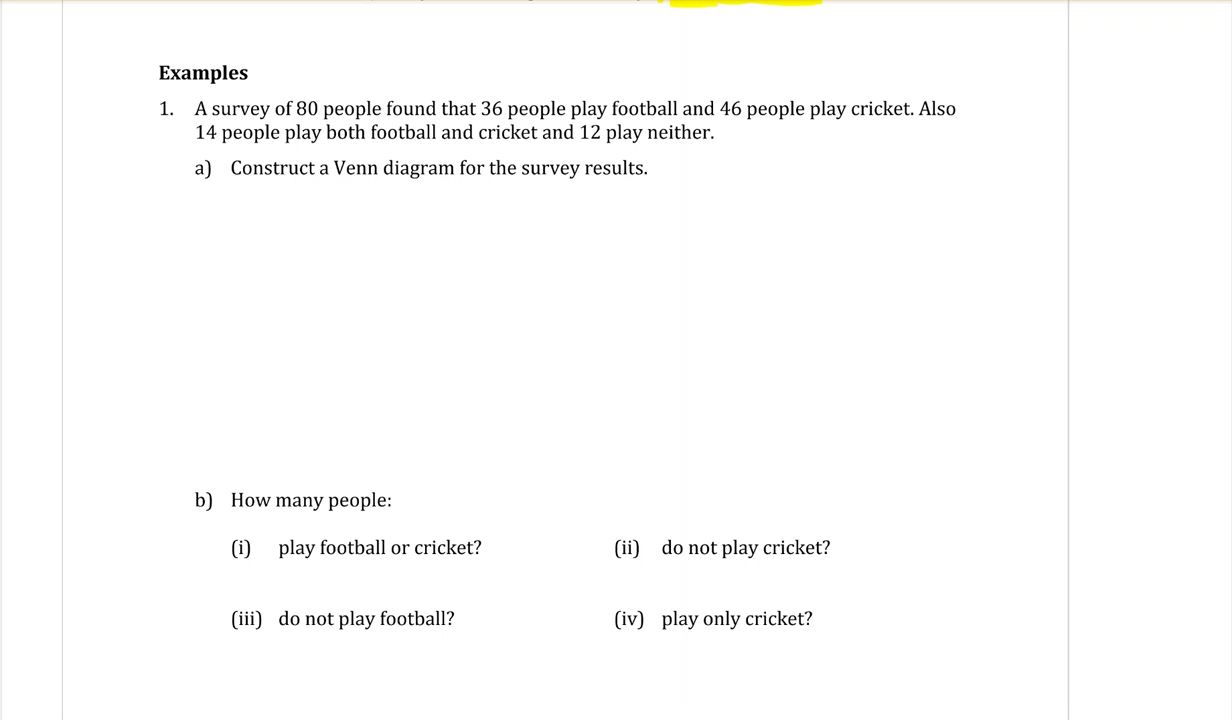 Examples
1. A survey of 80 people found that 36 people play football and 46 people play cricket. Also
14 people play both football and cricket and 12 play neither.
a) Construct a Venn diagram for the survey results.
b) How many people:
(i) play football or cricket? (ii) do not play cricket?
(iii) do not play football? (iv) play only cricket?